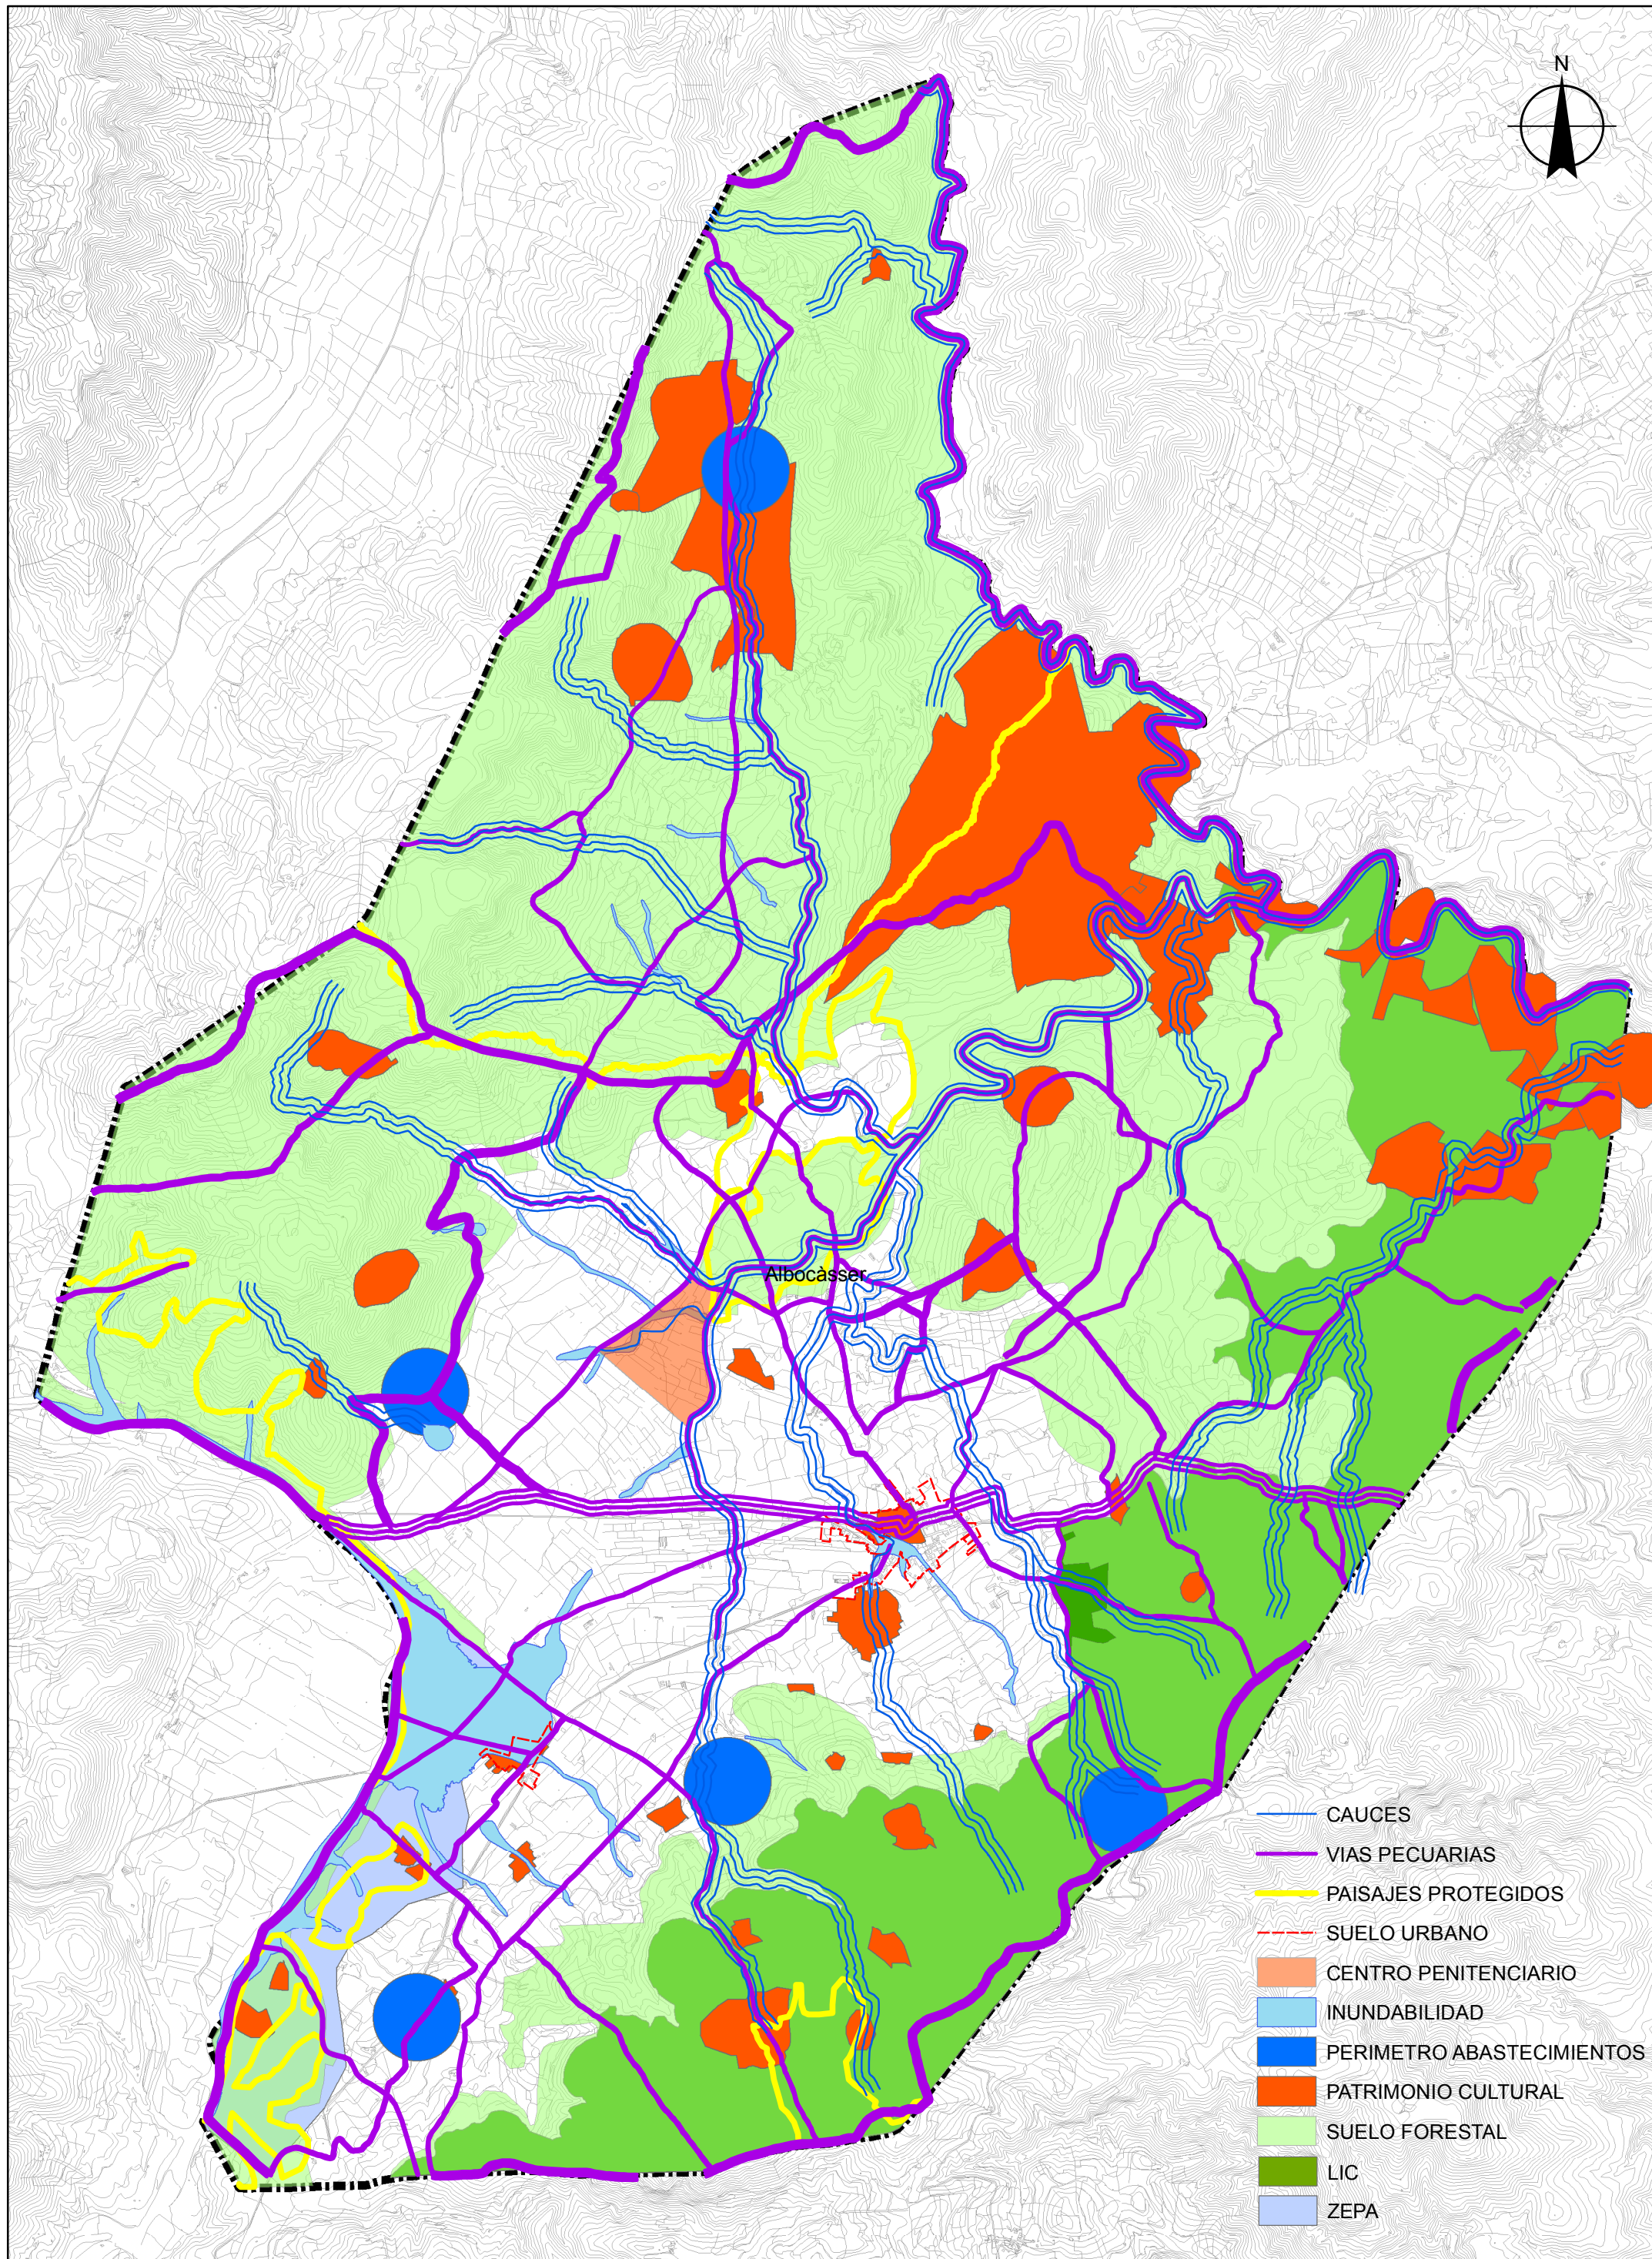 N
Albocàsser
CAUCES
VIAS PECUARIAS
PAISAJES PROTEGIDOS
SUELO URBANO
CENTRO PENITENCIARIO
INUNDABILIDAD
PERIMETRO ABASTECIMIENTOS
PATRIMONIO CULTURAL
SUELO FORESTAL
LIC
ZEPA